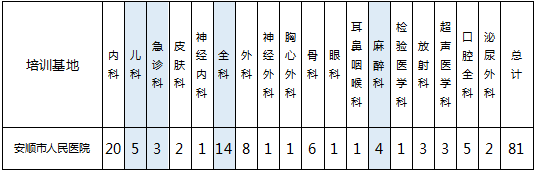 培训基地 内科 儿科 急诊科 皮肤科 神经内科 全科 外科 神经外科 胸心外科 骨科 眼科 耳鼻咽喉科 麻醉科 检验医学科 放射科 超声医学科 口腔全科 泌尿外科 总计
安顺市人民医院 20 5 3 2 1 14 8 1 1 6 1 1 4 1 3 3 5 2 81